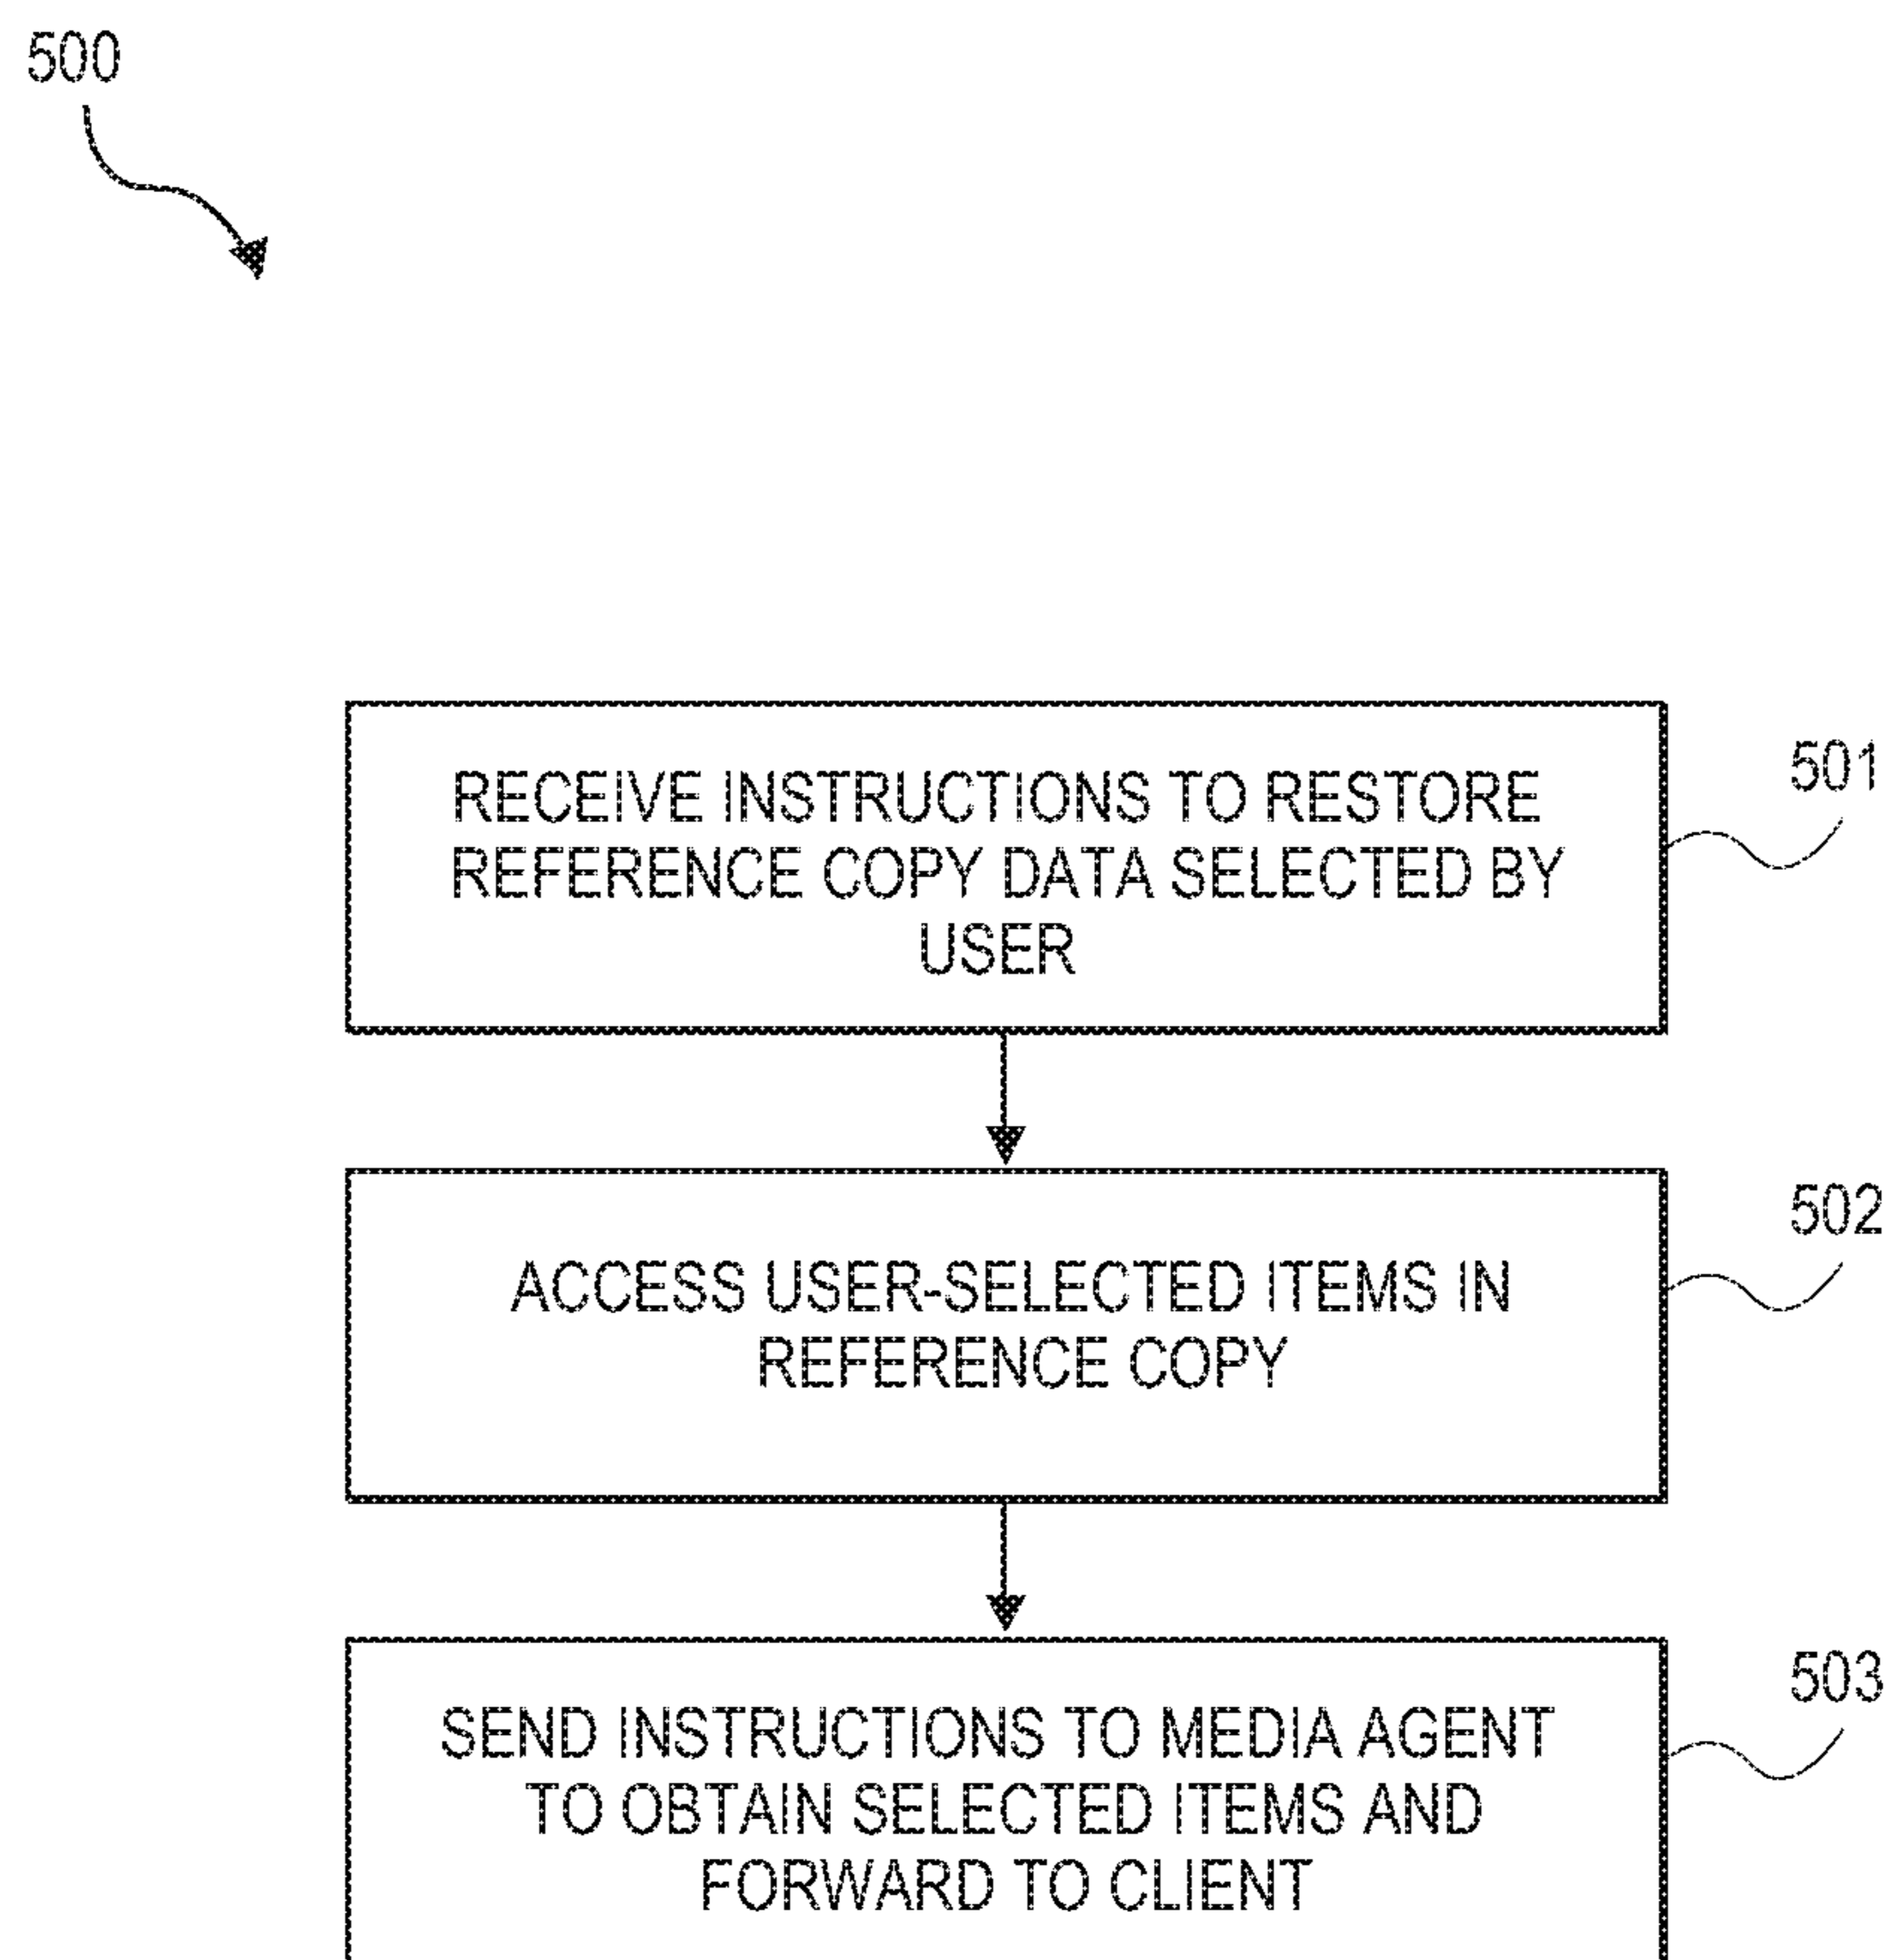 500
RECEIVE INSTRUCTIONS TO RESTORE
REFERENCE COPY DATA SELECTED BY
USER
501
ACCESS USER-SELECTED ITEMS IN
REFERENCE COPY
502
SEND INSTRUCTIONS TO MEDIA AGENT
TO OBTAIN SELECTED ITEMS AND
FORWARD TO CLIENT
503